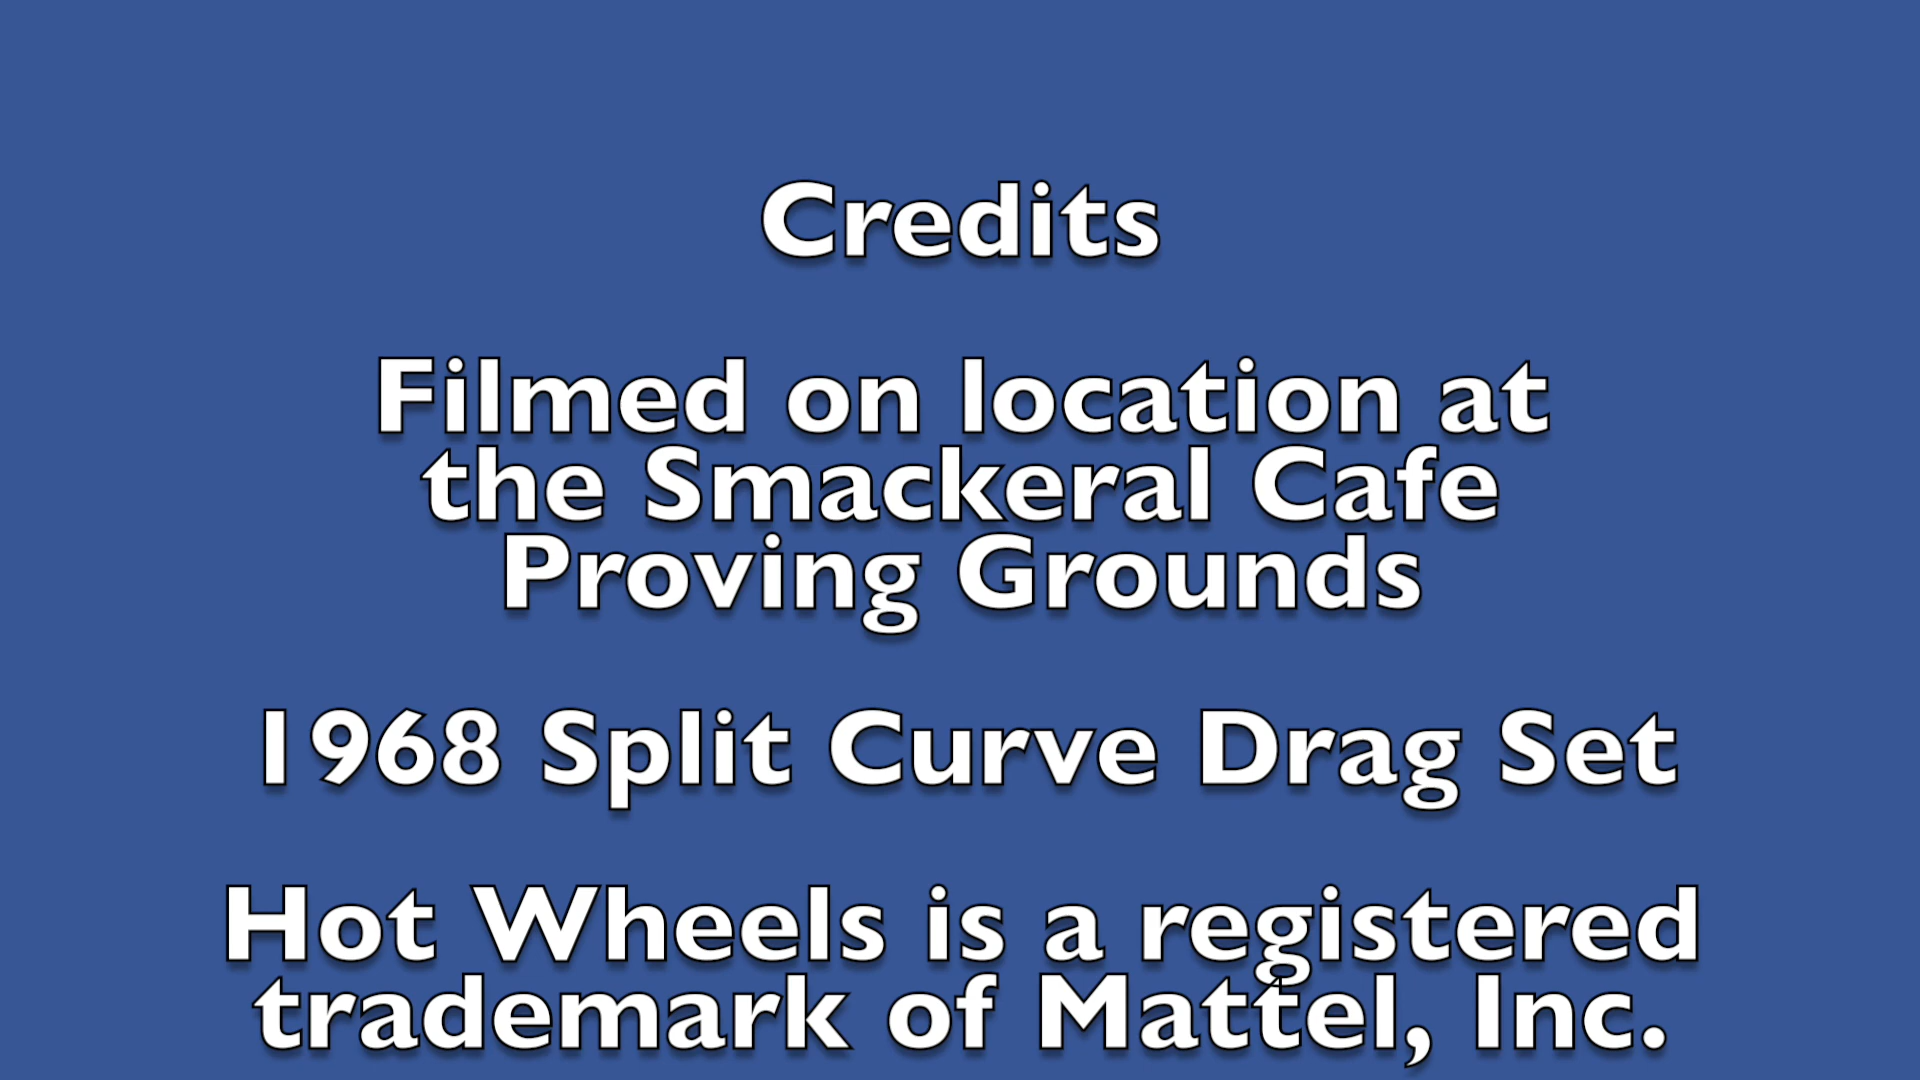 Credits
Filmed on location at
the Smackeral Cafe
Proving Grounds
1968 Split Curve Drag Set
Hot Wheels is a registered
trademark of Mattel, Inc.